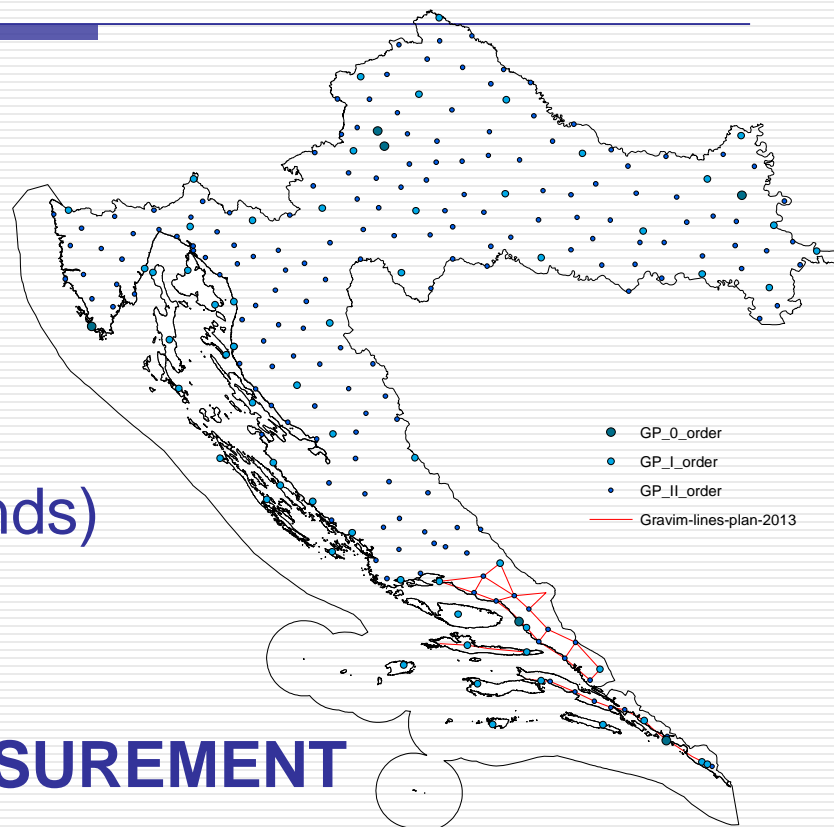 GP_0_order
GP_I_order
GP_II_order
Gravim-lines-plan-2013
nds)
SUREMENT